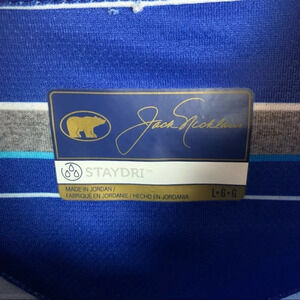 Jack Nicklaus
STAYDRI™
MADE IN JORDAN /
FABRIQUÉ EN JORDANIE / HECHO EN JORDANIA
L • G • G